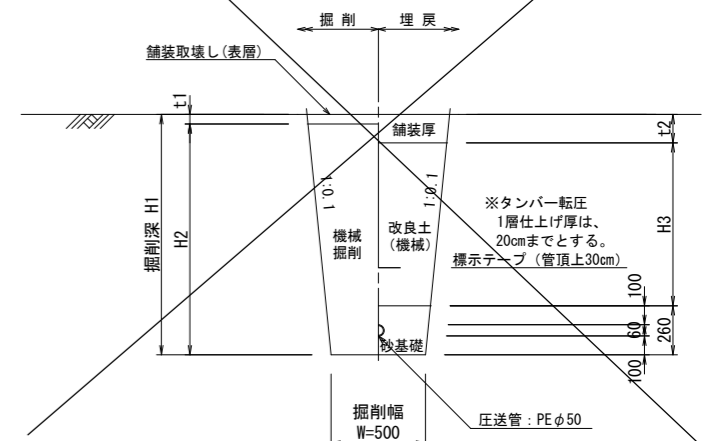 掘 削
埋 戻
舗装取壊し(表層)
t1
t2
舗装厚
掘削深 H1
H2
1:0.1
1:0.1
機械
掘削
改良土
(機械)
※タンパー転圧
1層仕上げ厚は、
20cmまでとする。
標示テープ (管頂上30cm)
H3
100
60
260
100
砂基礎
圧送管：PEφ50
掘削幅
W=500